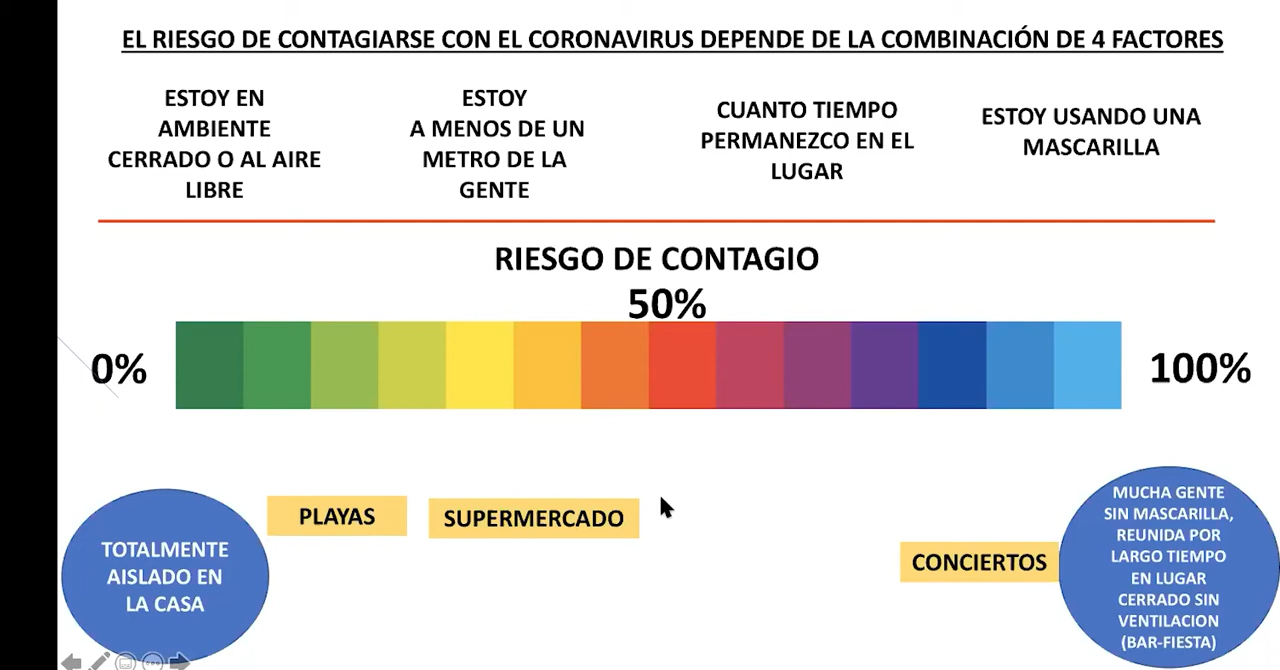 EL RIESGO DE CONTAGIARSE CON EL CORONAVIRUS DEPENDE DE LA COMBINACIÓN DE 4 FACTORES
ESTOY EN
AMBIENTE
CERRADO O AL AIRE
LIBRE
ESTOY
A MENOS DE UN
METRO DE LA
GENTE
CUANTO TIEMPO
PERMANEZCO EN EL
LUGAR
ESTOY USANDO UNA
MASCARILLA
RIESGO DE CONTAGIO
50%
0%
100%
TOTALMENTE
AISLADO EN
LA CASA
PLAYAS
SUPERMERCADO
CONCIERTOS
MUCHA GENTE
SIN MASCARILLA,
REUNIDA POR
LARGO TIEMPO
EN LUGAR
CERRADO SIN
VENTILACION
(BAR-FIESTA)